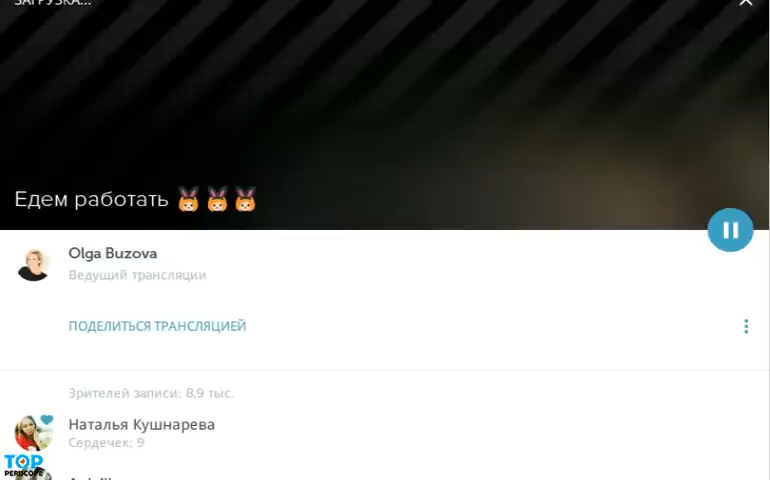 ЗАГРУЗКА...
Едем работать
Olga Buzova
Ведущий трансляции
ПОДЕЛИТЬСЯ ТРАНСЛЯЦИЕЙ
Зрителей записи: 8,9 тыс.
Наталья Кушнарева
Сердечек: 9
TOP
PERISCOPE